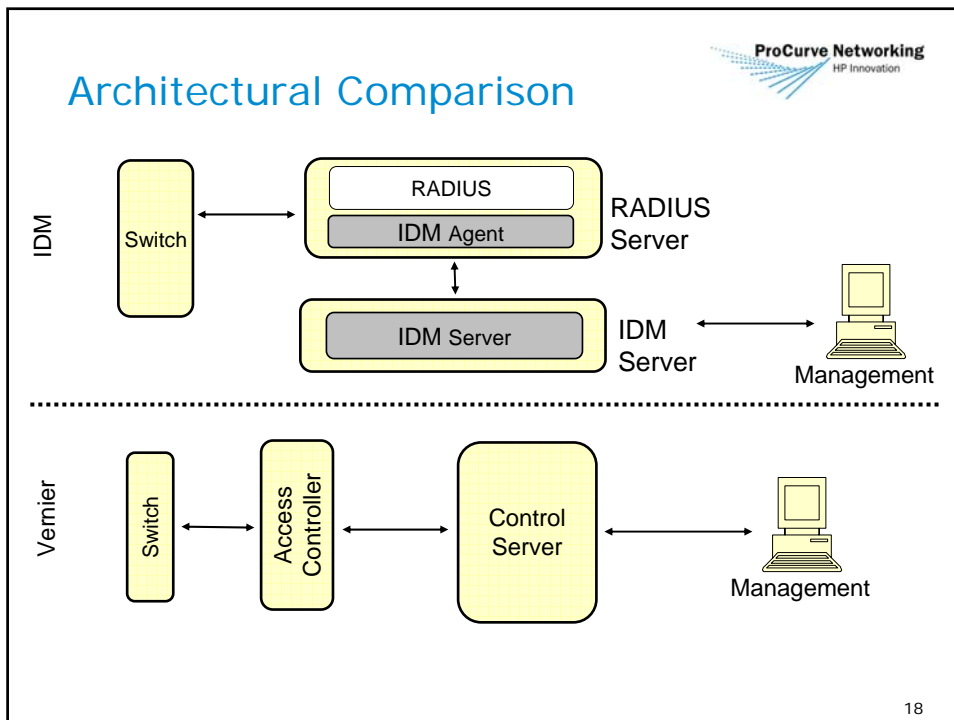 ProCurve Networking
HP Innovation
Architectural Comparison
IDM
Switch
RADIUS
IDM Agent
RADIUS
Server
IDM Server
IDM
Server
Management
Vernier
Switch
Access
Controller
Control
Server
Management
18